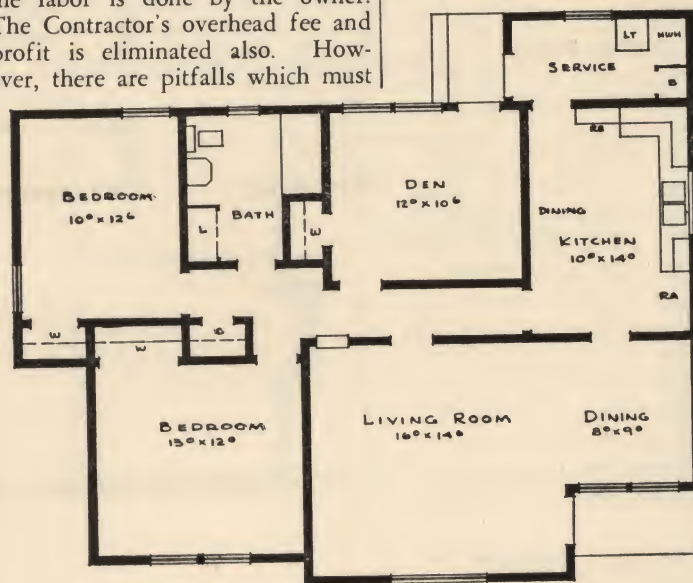 labor is done by the owner.
The Contractor's overhead fee and
profit is eliminated also. How-
ver, there are pitfalls which must
LT
HWH
SERVICE
B
RB
BEDROOM
10⁰ x 12⁶
BATH
L
W
DEN
12⁰ x 10⁶
DINING
KITCHEN
10⁰ x 14⁰
RA
W
W
B
BEDROOM
13⁰ x 12⁰
LIVING ROOM
16⁰ x 14⁶
DINING
8⁰ x 9⁰